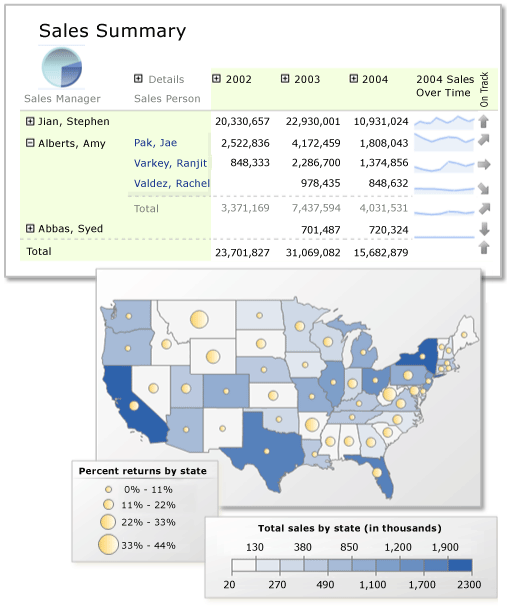 Sales Summary
Details 2002 2003 2004 2004 Sales Over Time On Track
Sales Manager Sales Person
Jian, Stephen 20,330,657 22,930,001 10,931,024
Alberts, Amy Pak, Jae 2,522,836 4,172,459 1,808,043
Varkey, Ranjit 848,333 2,286,700 1,374,856
Valdez, Rachel 978,435 848,632
Total 3,371,169 7,437,594 4,031,531
Abbas, Syed 701,487 720,324
Total 23,701,827 31,069,082 15,682,879
Percent returns by state
0% - 11%
11% - 22%
22% - 33%
33% - 44%
Total sales by state (in thousands)
130 380 850 1,200 1,900
20 270 490 1,100 1,700 2300